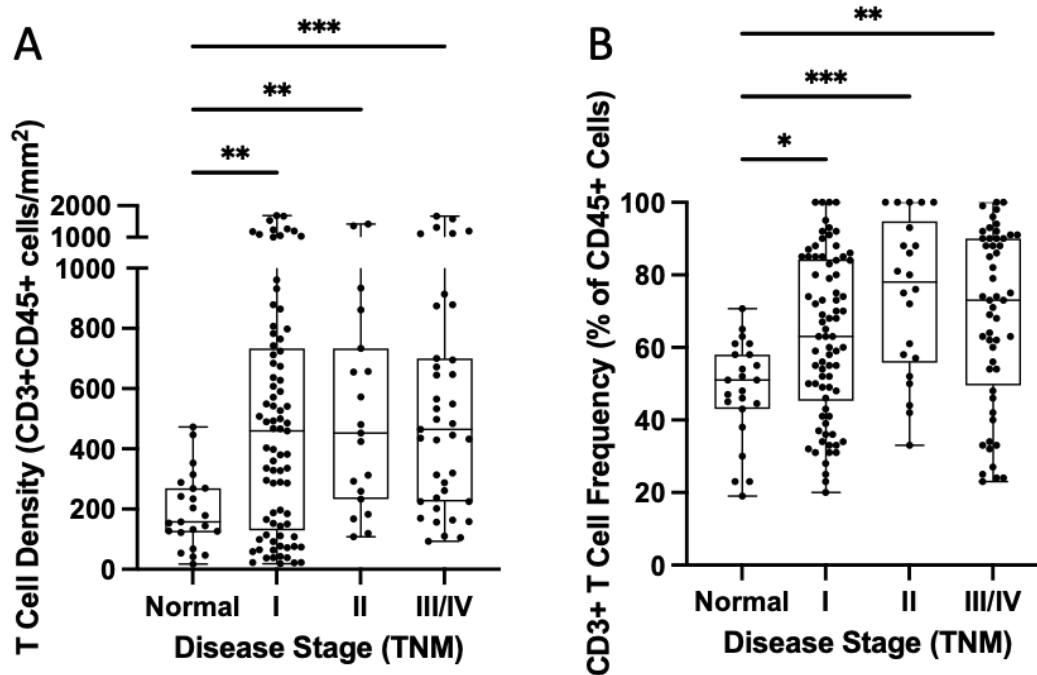 A
T Cell Density (CD3+CD45+ cells/mm²)
***
**
**
2000
1000
1000
800
600
400
200
0
Normal I II III/IV
Disease Stage (TNM)
B
CD3+ T Cell Frequency (% of CD45+ Cells)
**
***
*
100
80
60
40
20
0
Normal I II III/IV
Disease Stage (TNM)